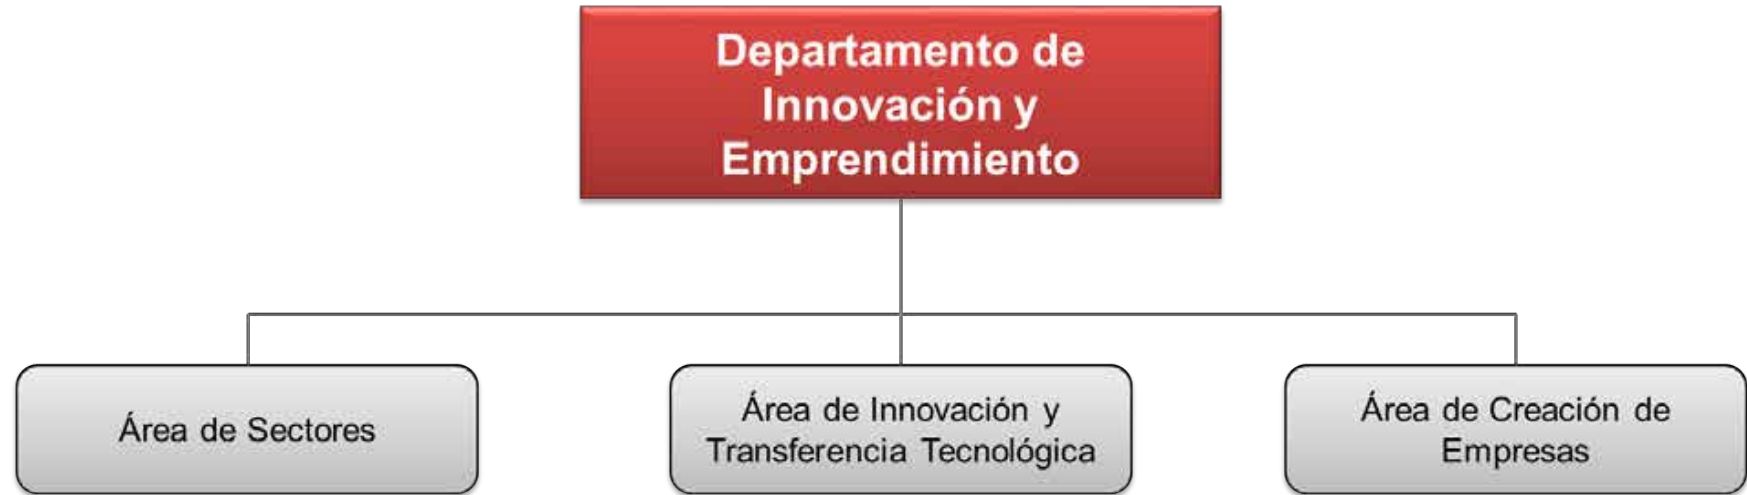 Departamento de
Innovación y
Emprendimiento
Área de Sectores
Área de Innovación y
Transferencia Tecnológica
Área de Creación de
Empresas